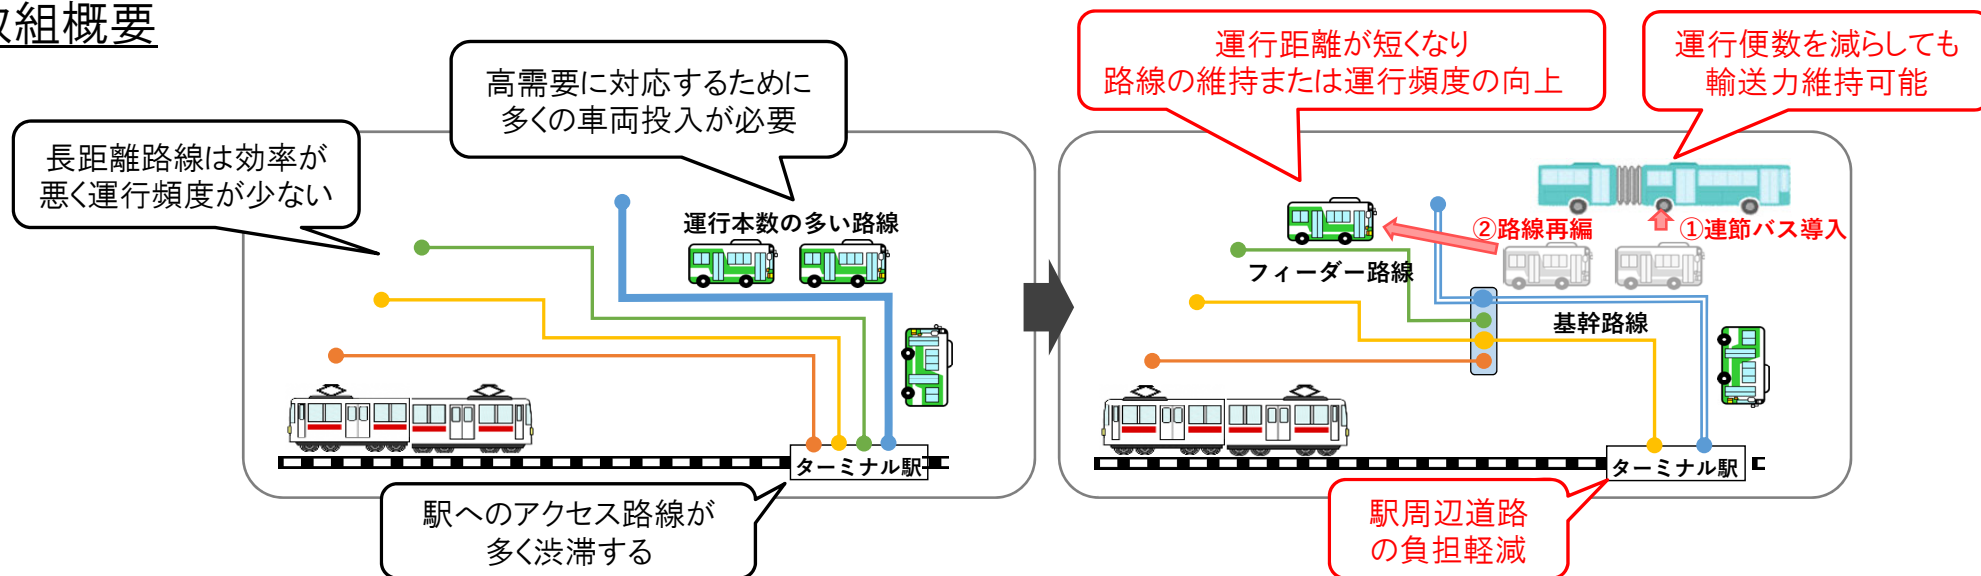 取組概要
高需要に対応するために
多くの車両投入が必要
長距離路線は効率が
悪く運行頻度が少ない
運行本数の多い路線
ターミナル駅
駅へのアクセス路線が
多く渋滞する
運行距離が短くなり
路線の維持または運行頻度の向上
運行便数を減らしても
輸送力維持可能
②路線再編
①連節バス導入
フィーダー路線
基幹路線
ターミナル駅
駅周辺道路
の負担軽減